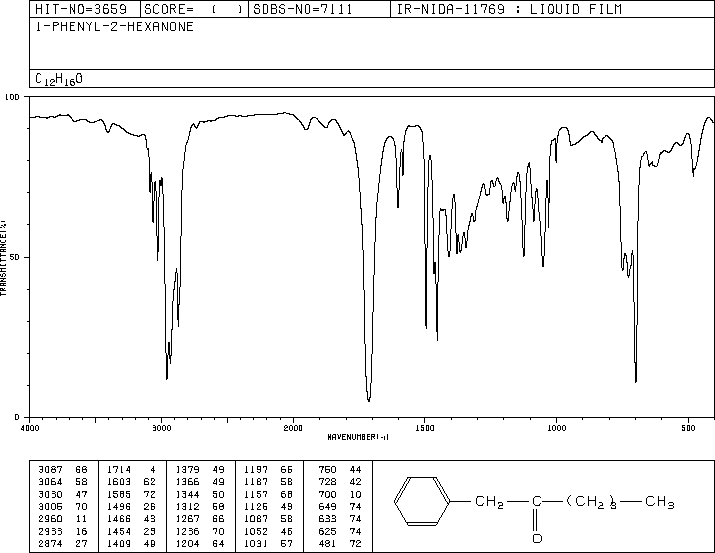 HIT-NO=3659 SCORE= ( ) SDBS-NO=7111 IR-NIDA-11769 : LIQUID FILM
1-PHENYL-2-HEXANONE
C12H16O
100
50
0
TRANSMITTANCE(%)
4000 3000 2000 1500 1000 500
WAVENUMBER(-1)
3087 66 1714 4 1379 49 1197 66 750 44
3064 58 1603 62 1366 49 1187 58 728 42
3030 47 1585 72 1344 50 1157 68 700 10
3005 70 1496 26 1312 58 1125 49 649 74
2960 11 1466 43 1267 66 1087 58 633 74
2933 16 1454 23 1236 70 1052 46 625 74
2874 27 1409 49 1204 64 1031 57 481 72
CH2 C (CH2)3 CH3
O